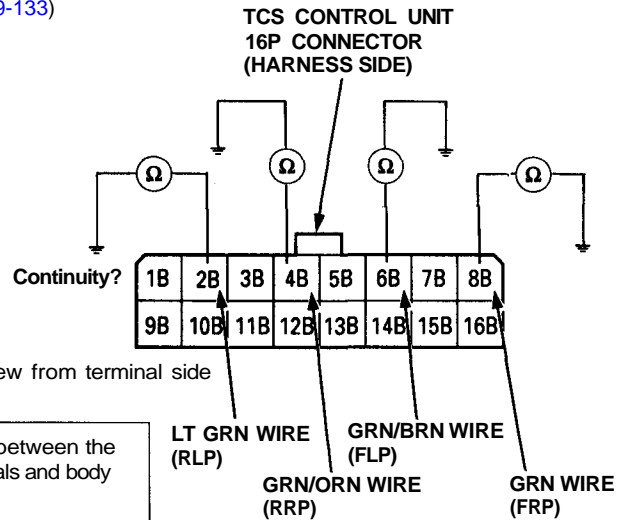 9-133)
TCS CONTROL UNIT
16P CONNECTOR
(HARNESS SIDE)
Ω Ω Ω Ω
Continuity?
1B 2B 3B 4B 5B 6B 7B 8B
9B 10B 11B 12B 13B 14B 15B 16B
ew from terminal side
between the
als and body
LT GRN WIRE
(RLP)
GRN/ORN WIRE
(RRP)
GRN/BRN WIRE
(FLP)
GRN WIRE
(FRP)